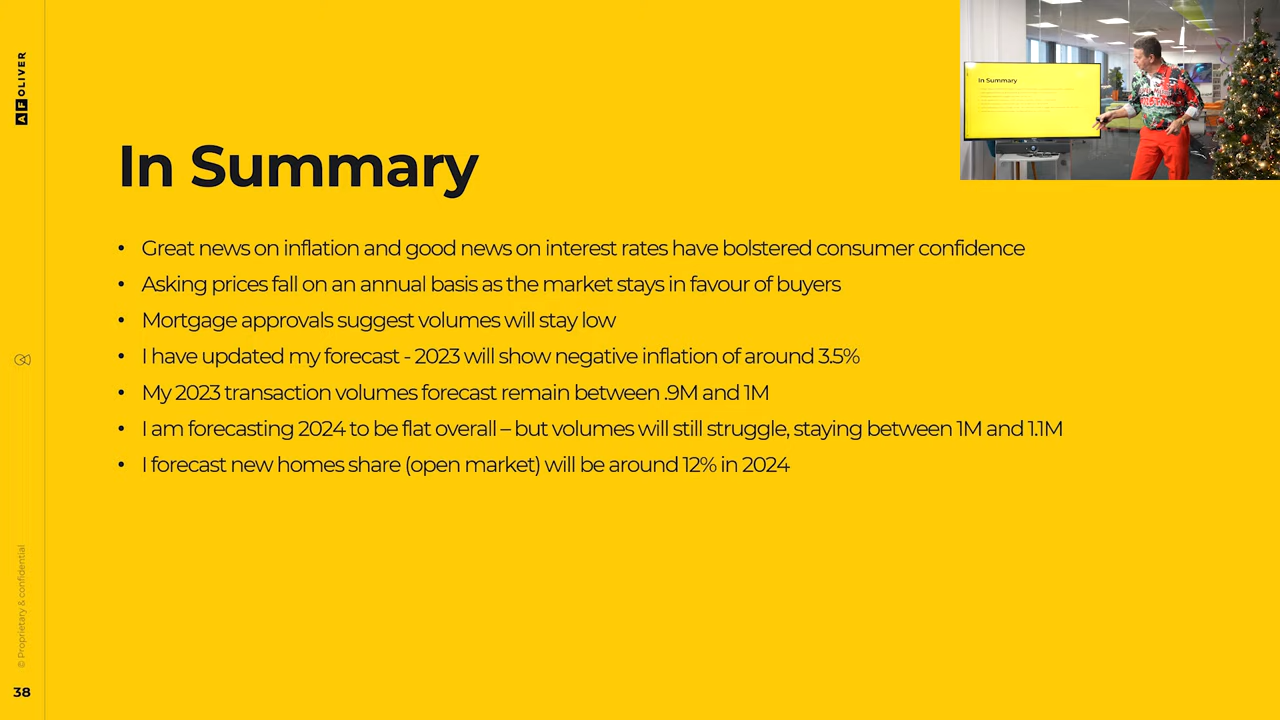 AF OLIVER
In Summary
In Summary
• Great news on inflation and good news on interest rates have bolstered consumer confidence
• Asking prices fall on an annual basis as the market stays in favour of buyers
• Mortgage approvals suggest volumes will stay low
• I have updated my forecast - 2023 will show negative inflation of around 3.5%
• My 2023 transaction volumes forecast remain between .9M and 1M
• I am forecasting 2024 to be flat overall – but volumes will still struggle, staying between 1M and 1.1M
• I forecast new homes share (open market) will be around 12% in 2024
© Proprietary & confidential
38